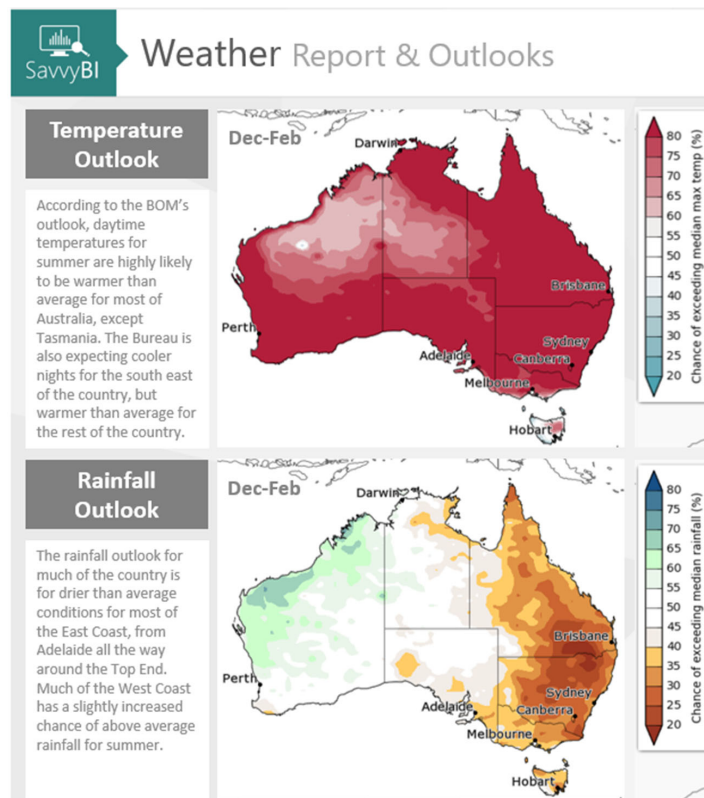 SavvyBI
Weather Report & Outlooks
Temperature
Outlook
According to the BOM's
outlook, daytime
temperatures for
summer are highly likely
to be warmer than
average for most of
Australia, except
Tasmania. The Bureau is
also expecting cooler
nights for the south east
of the country, but
warmer than average for
the rest of the country.
Dec-Feb
Darwin
Brisbane
Perth
Sydney
Adelaide
Canberra
Melbourne
Hobart
80
75
70
65
60
55
50
45
40
35
30
25
20
Chance of exceeding median max temp (%)
Rainfall
Outlook
The rainfall outlook for
much of the country is
for drier than average
conditions for most of
the East Coast, from
Adelaide all the way
around the Top End.
Much of the West Coast
has a slightly increased
chance of above average
rainfall for summer.
Dec-Feb
Darwin
Brisbane
Perth
Sydney
Adelaide
Canberra
Melbourne
Hobart
80
75
70
65
60
55
50
45
40
35
30
25
20
Chance of exceeding median rainfall (%)